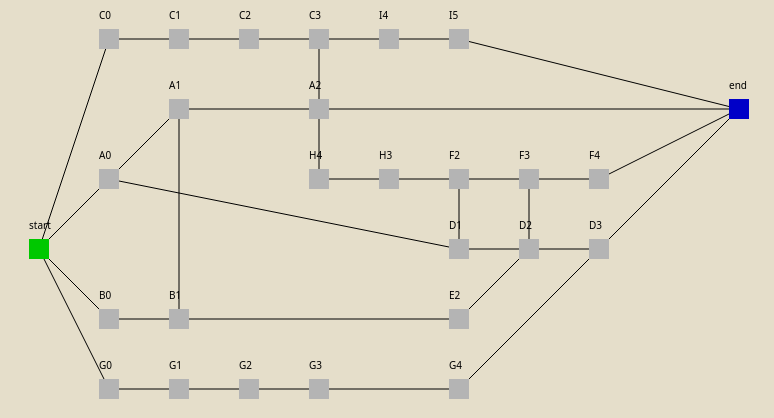 C0 C1 C2 C3 I4 I5
A1 A2 end
A0 H4 H3 F2 F3 F4
start D1 D2 D3
B0 B1 E2
G0 G1 G2 G3 G4